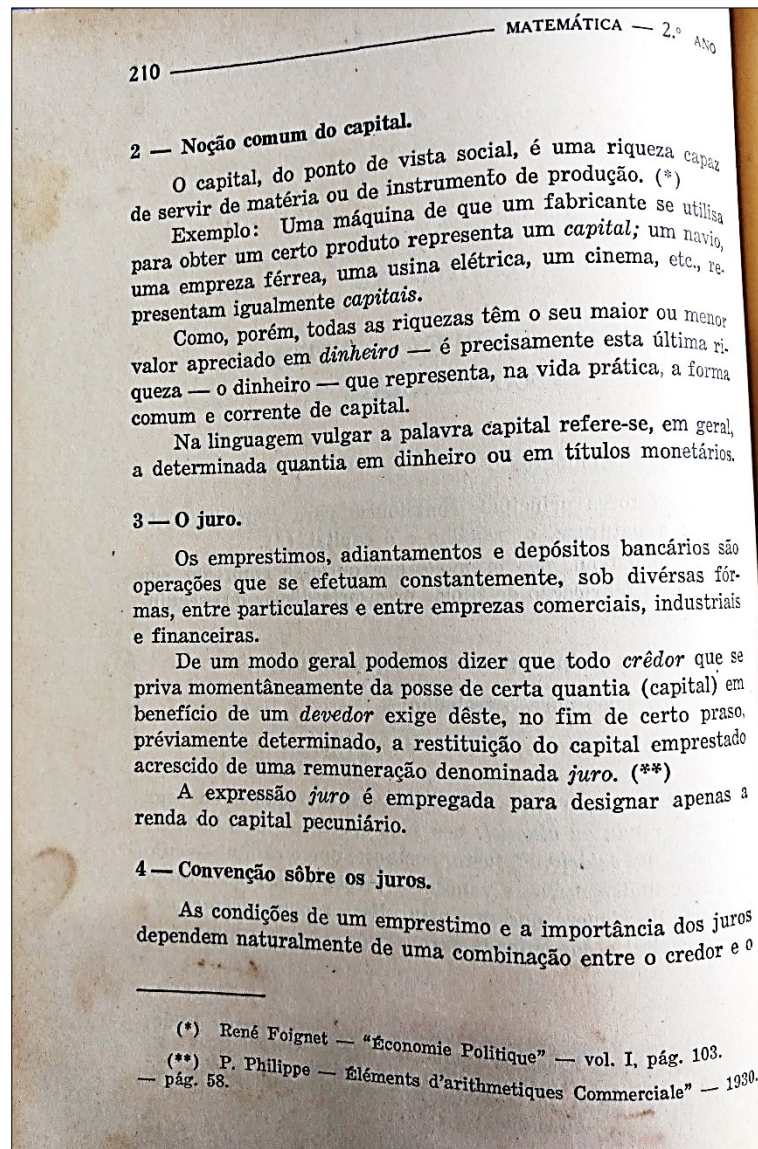 MATEMÁTICA — 2.º ANO
210
2 — Noção comum do capital.
O capital, do ponto de vista social, é uma riqueza capaz
de servir de matéria ou de instrumento de produção. (*)
Exemplo: Uma máquina de que um fabricante se utilisa
para obter um certo produto representa um capital; um navio,
uma empreza férrea, uma usina elétrica, um cinema, etc., re-
presentam igualmente capitais.
Como, porém, todas as riquezas têm o seu maior ou menor
valor apreciado em dinheiro — é precisamente esta última ri-
queza — o dinheiro — que representa, na vida prática, a forma
comum e corrente de capital.
Na linguagem vulgar a palavra capital refere-se, em geral,
a determinada quantia em dinheiro ou em títulos monetários.
3 — O juro.
Os emprestimos, adiantamentos e depósitos bancários são
operações que se efetuam constantemente, sob divérsas fór-
mas, entre particulares e entre emprezas comerciais, industriais
e financeiras.
De um modo geral podemos dizer que todo crêdor que se
priva momentâneamente da posse de certa quantia (capital) em
benefício de um devedor exige dêste, no fim de certo praso,
préviamente determinado, a restituição do capital emprestado
acrescido de uma remuneração denominada juro. (**)
A expressão juro é empregada para designar apenas a
renda do capital pecuniário.
4 — Convenção sôbre os juros.
As condições de um emprestimo e a importância dos juros
dependem naturalmente de uma combinação entre o credor e o
(*) René Foignet — "Économie Politique" — vol. I, pág. 103.
(**) P. Philippe — Éléments d'arithmetiques Commerciale" — 1930.
— pág. 58.